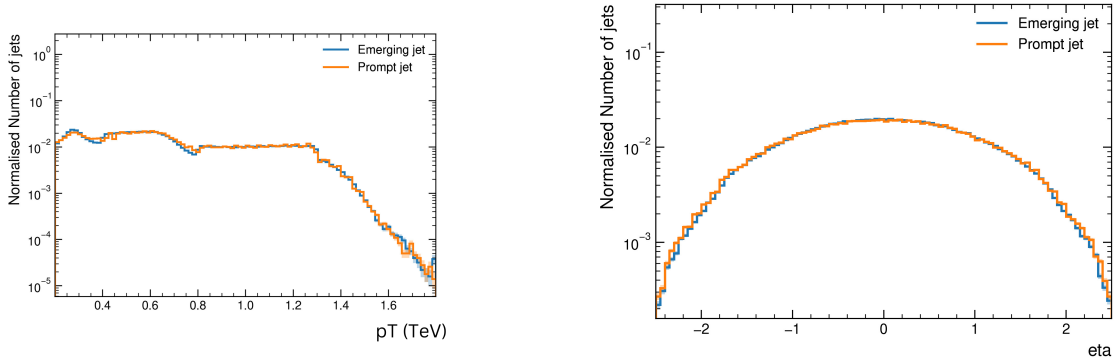 Normalised Number of jets
10⁰
10⁻¹
10⁻²
10⁻³
10⁻⁴
10⁻⁵
Emerging jet
Prompt jet
0.4 0.6 0.8 1.0 1.2 1.4 1.6
pT (TeV)
Normalised Number of jets
10⁻¹
10⁻²
10⁻³
Emerging jet
Prompt jet
−2 −1 0 1 2
eta